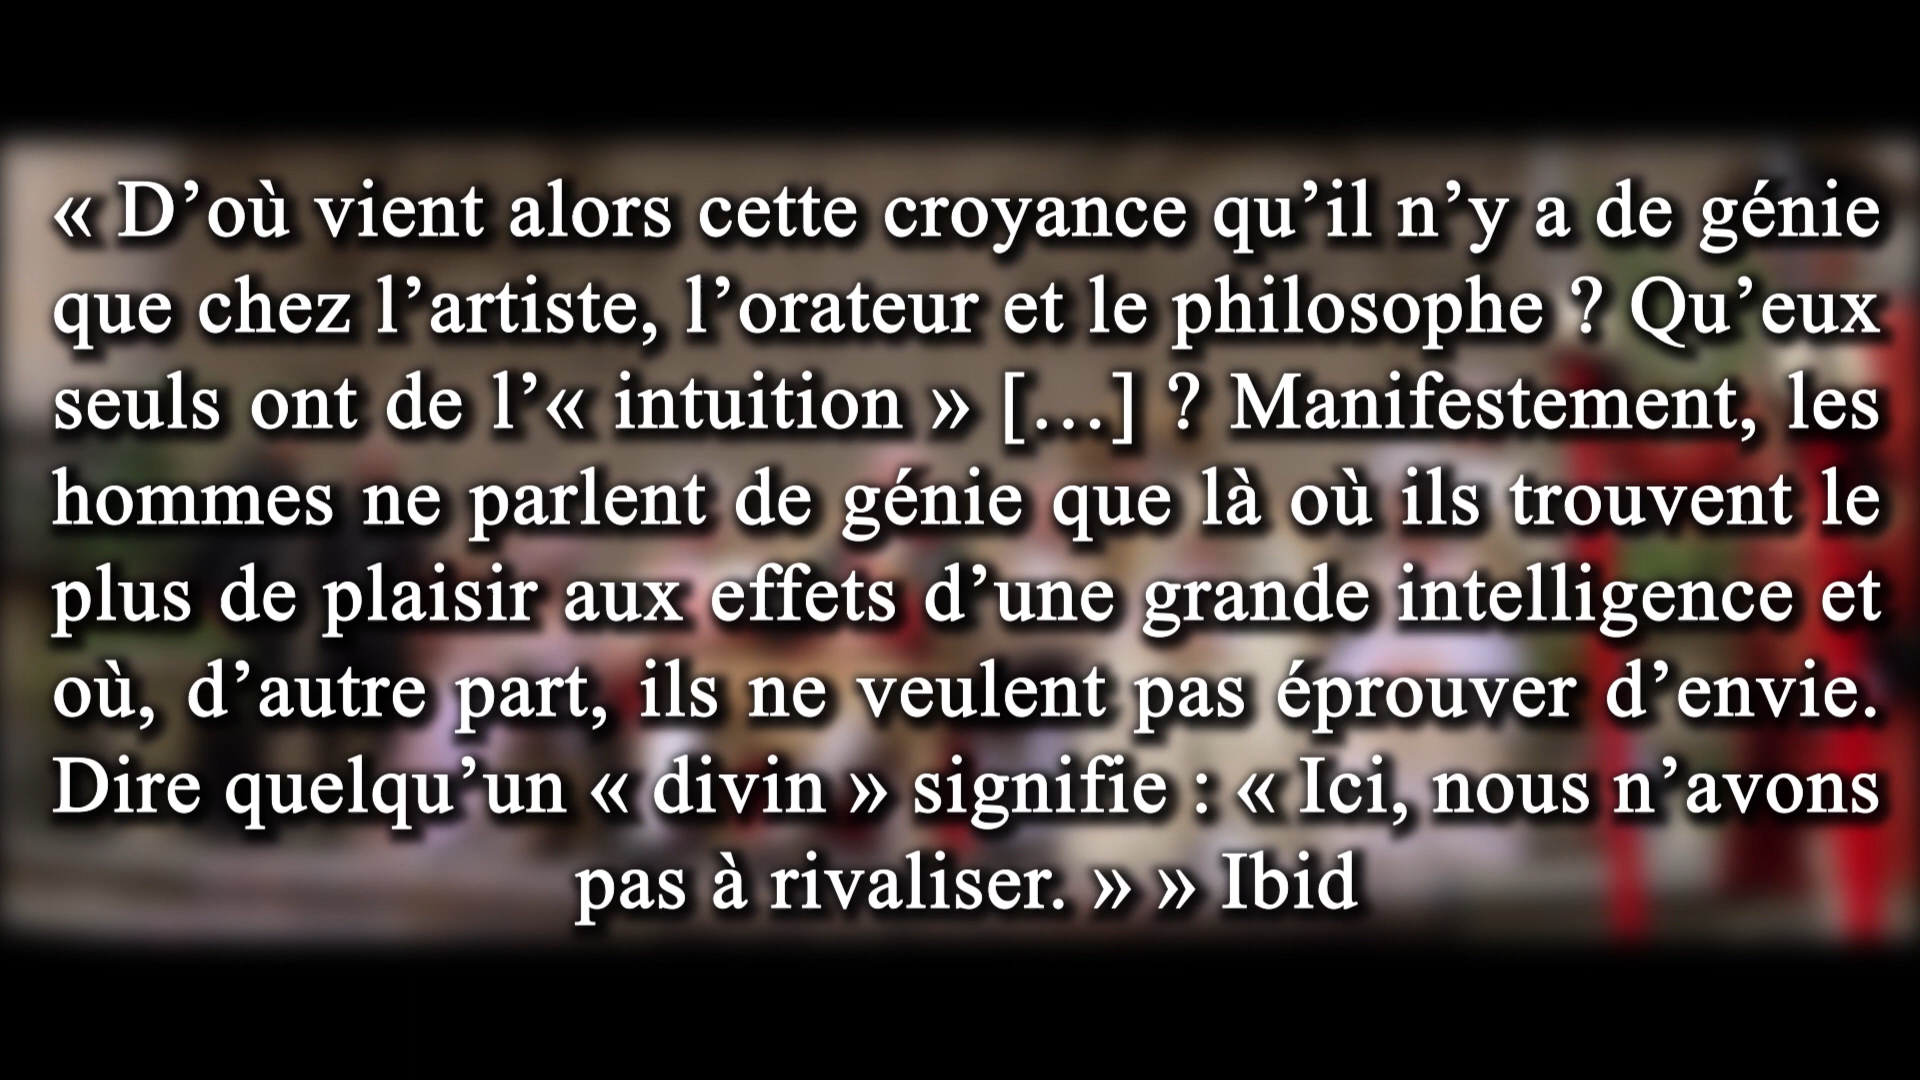 « D’où vient alors cette croyance qu’il n’y a de génie
que chez l’artiste, l’orateur et le philosophe ? Qu’eux
seuls ont de l’« intuition » […] ? Manifestement, les
hommes ne parlent de génie que là où ils trouvent le
plus de plaisir aux effets d’une grande intelligence et
où, d’autre part, ils ne veulent pas éprouver d’envie.
Dire quelqu’un « divin » signifie : « Ici, nous n’avons
pas à rivaliser. » » Ibid